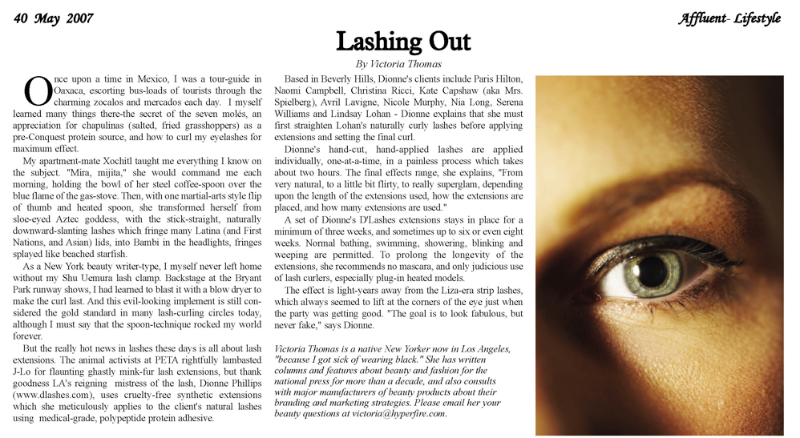 40 May 2007
Affluent- Lifestyle
Lashing Out
By Victoria Thomas
Once upon a time in Mexico, I was a tour-guide in
Oaxaca, escorting bus-loads of tourists through the
charming zocalos and mercados each day. I myself
learned many things there-the secret of the seven molés, an
appreciation for chapulinas (salted, fried grasshoppers) as a
pre-Conquest protein source, and how to curl my eyelashes for
maximum effect.
My apartment-mate Xochitl taught me everything I know on
the subject. "Mira, mijita," she would command me each
morning, holding the bowl of her steel coffee-spoon over the
blue flame of the gas-stove. Then, with one martial-arts style flip
of thumb and heated spoon, she transformed herself from
sloe-eyed Aztec goddess, with the stick-straight, naturally
downward-slanting lashes which fringe many Latina (and First
Nations, and Asian) lids, into Bambi in the headlights, fringes
splayed like beached starfish.
As a New York beauty writer-type, I myself never left home
without my Shu Uemura lash clamp. Backstage at the Bryant
Park runway shows, I had learned to blast it with a blow dryer to
make the curl last. And this evil-looking implement is still con-
sidered the gold standard in many lash-curling circles today,
although I must say that the spoon-technique rocked my world
forever.
But the really hot news in lashes these days is all about lash
extensions. The animal activists at PETA rightfully lambasted
J-Lo for flaunting ghastly mink-fur lash extensions, but thank
goodness LA's reigning mistress of the lash, Dionne Phillips
(www.dlashes.com), uses cruelty-free synthetic extensions
which she meticulously applies to the client's natural lashes
using medical-grade, polypeptide protein adhesive.
Based in Beverly Hills, Dionne's clients include Paris Hilton,
Naomi Campbell, Christina Ricci, Kate Capshaw (aka Mrs.
Spielberg), Avril Lavigne, Nicole Murphy, Nia Long, Serena
Williams and Lindsay Lohan - Dionne explains that she must
first straighten Lohan's naturally curly lashes before applying
extensions and setting the final curl.
Dionne's hand-cut, hand-applied lashes are applied
individually, one-at-a-time, in a painless process which takes
about two hours. The final effects range, she explains, "From
very natural, to a little bit flirty, to really superglam, depending
upon the length of the extensions used, how the extensions are
placed, and how many extensions are used."
A set of Dionne's D'Lashes extensions stays in place for a
minimum of three weeks, and sometimes up to six or even eight
weeks. Normal bathing, swimming, showering, blinking and
weeping are permitted. To prolong the longevity of the
extensions, she recommends no mascara, and only judicious use
of lash curlers, especially plug-in heated models.
The effect is light-years away from the Liza-era strip lashes,
which always seemed to lift at the corners of the eye just when
the party was getting good. "The goal is to look fabulous, but
never fake," says Dionne.
Victoria Thomas is a native New Yorker now in Los Angeles,
"because I got sick of wearing black." She has written
columns and features about beauty and fashion for the
national press for more than a decade, and also consults
with major manufacturers of beauty products about their
branding and marketing strategies. Please email her your
beauty questions at victoria@hyperfire.com.